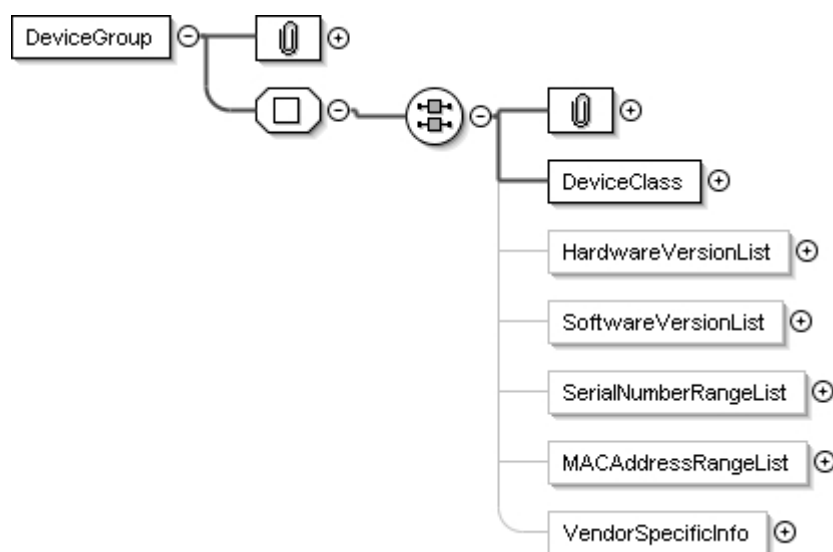 DeviceGroup
DeviceClass
HardwareVersionList
SoftwareVersionList
SerialNumberRangeList
MACAddressRangeList
VendorSpecificInfo